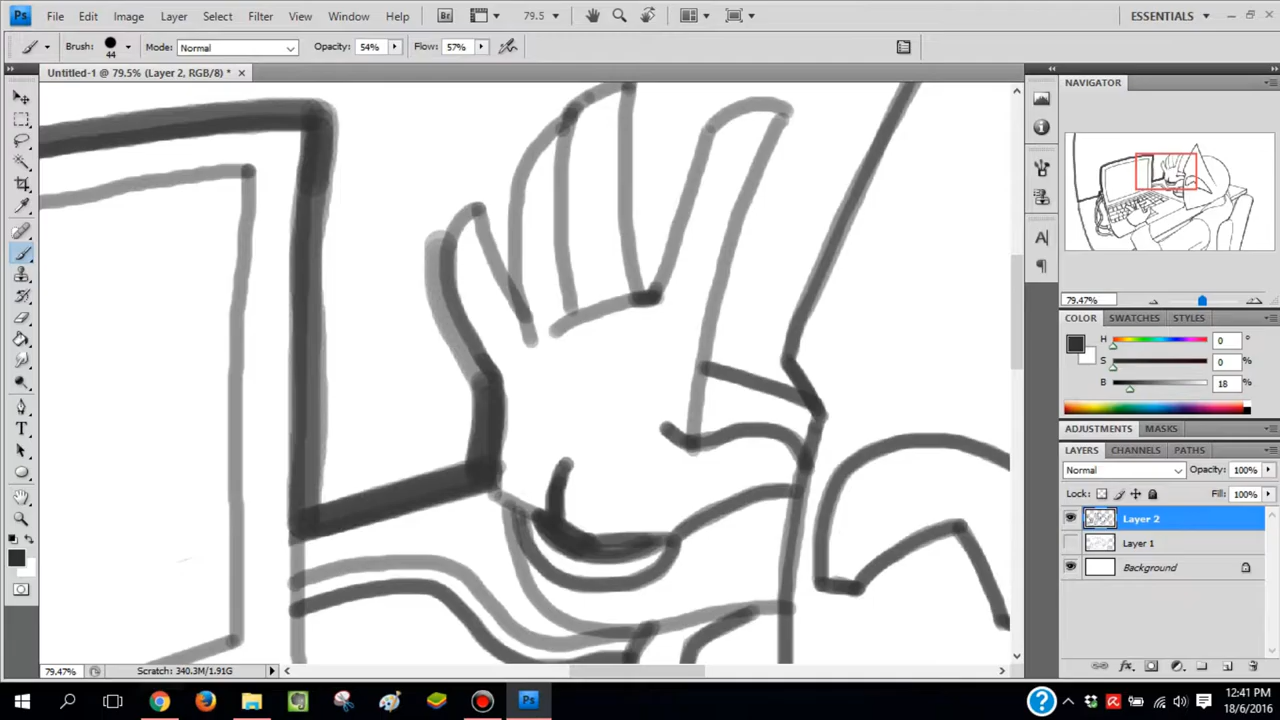 Ps File Edit Image Layer Select Filter View Window Help Br 79.5 ESSENTIALS
Brush: 44 Mode: Normal Opacity: 54% Flow: 57%
Untitled-1 @ 79.5% (Layer 2, RGB/8) *
NAVIGATOR
79.47%
COLOR SWATCHES STYLES
H 0 °
S 0 %
B 18 %
ADJUSTMENTS MASKS
LAYERS CHANNELS PATHS
Normal Opacity: 100%
Lock: Fill: 100%
Layer 2
Layer 1
Background
79.47% Scratch: 340.3M/1.91G
Ps 12:41 PM
18/6/2016